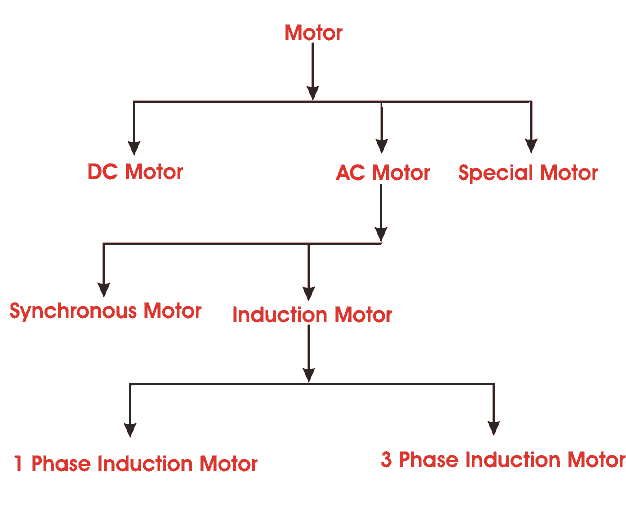 Motor
DC Motor
AC Motor
Special Motor
Synchronous Motor
Induction Motor
1 Phase Induction Motor
3 Phase Induction Motor